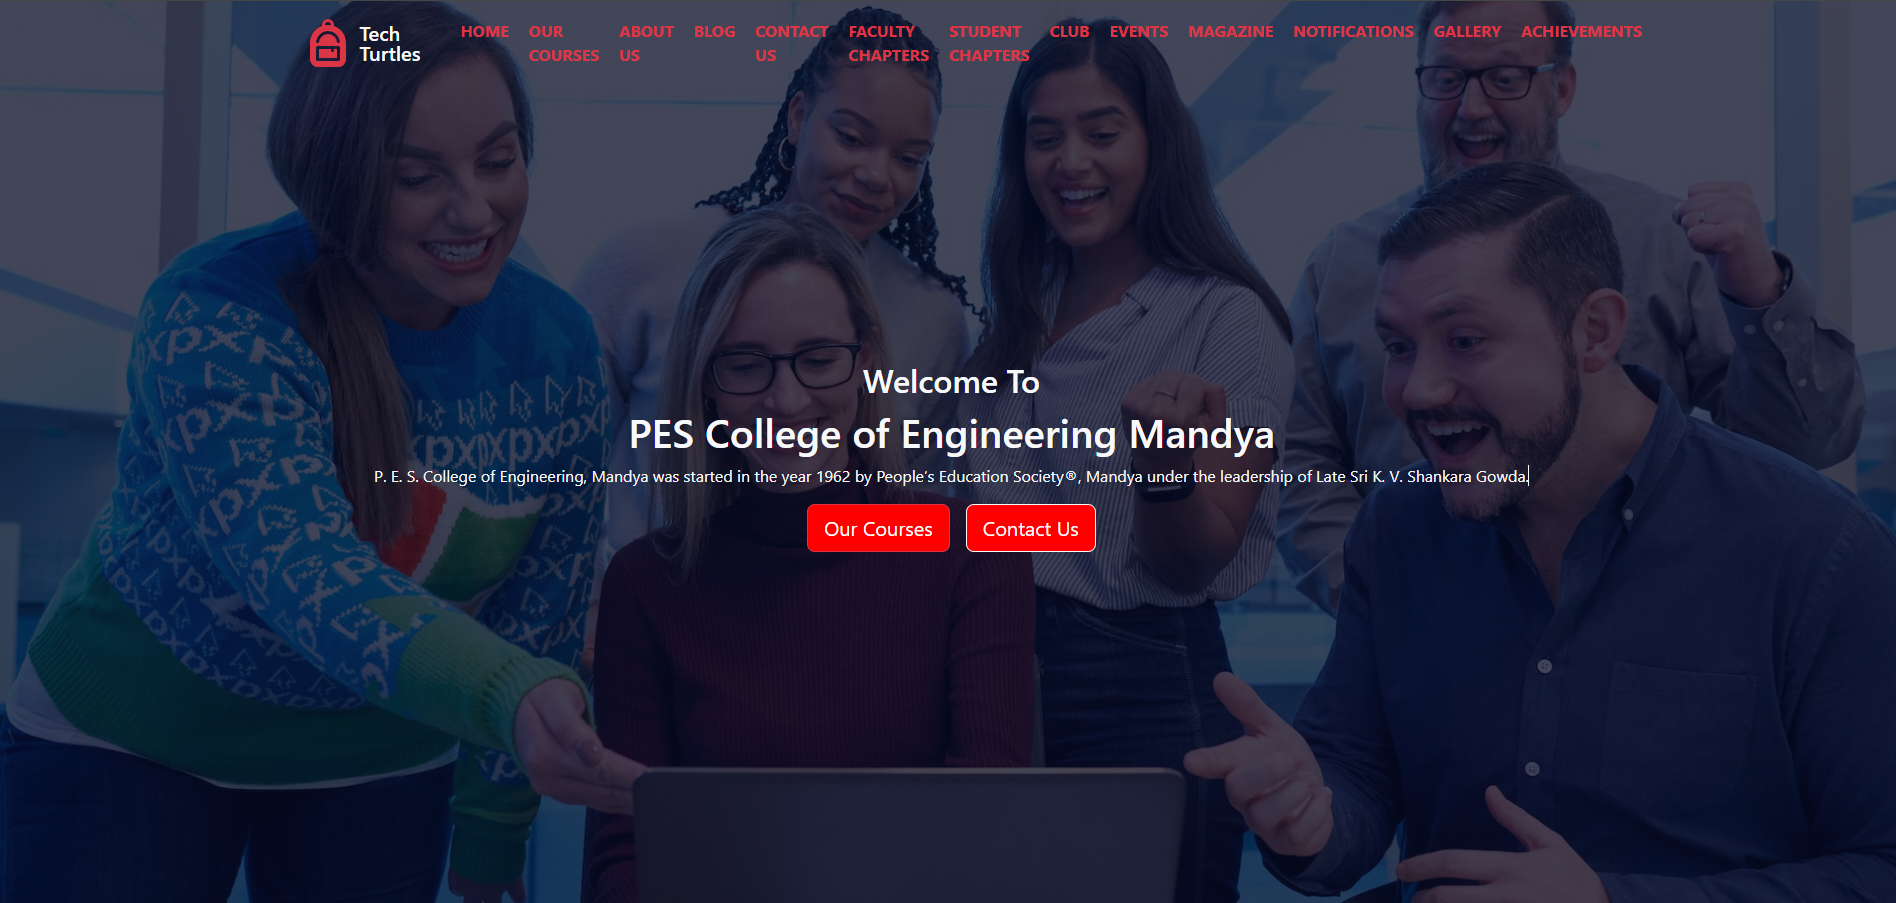 Tech
Turtles
HOME
OUR
COURSES
ABOUT
US
BLOG
CONTACT
US
FACULTY
CHAPTERS
STUDENT
CHAPTERS
CLUB
EVENTS
MAGAZINE
NOTIFICATIONS
GALLERY
ACHIEVEMENTS
Welcome To
PES College of Engineering Mandya
P. E. S. College of Engineering, Mandya was started in the year 1962 by People’s Education Society®, Mandya under the leadership of Late Sri K. V. Shankara Gowda.
Our Courses
Contact Us